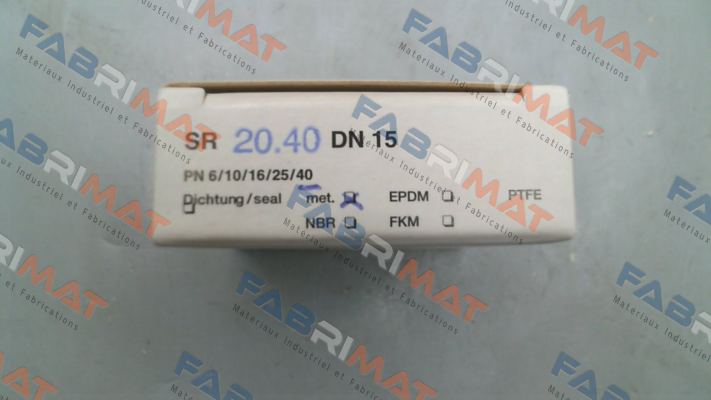 SR 20.40 DN 15
PN 6/10/16/25/40
Dichtung/seal met. EPDM PTFE
NBR FKM
FABRIMAT
Materiaux Industriel et Fabrications